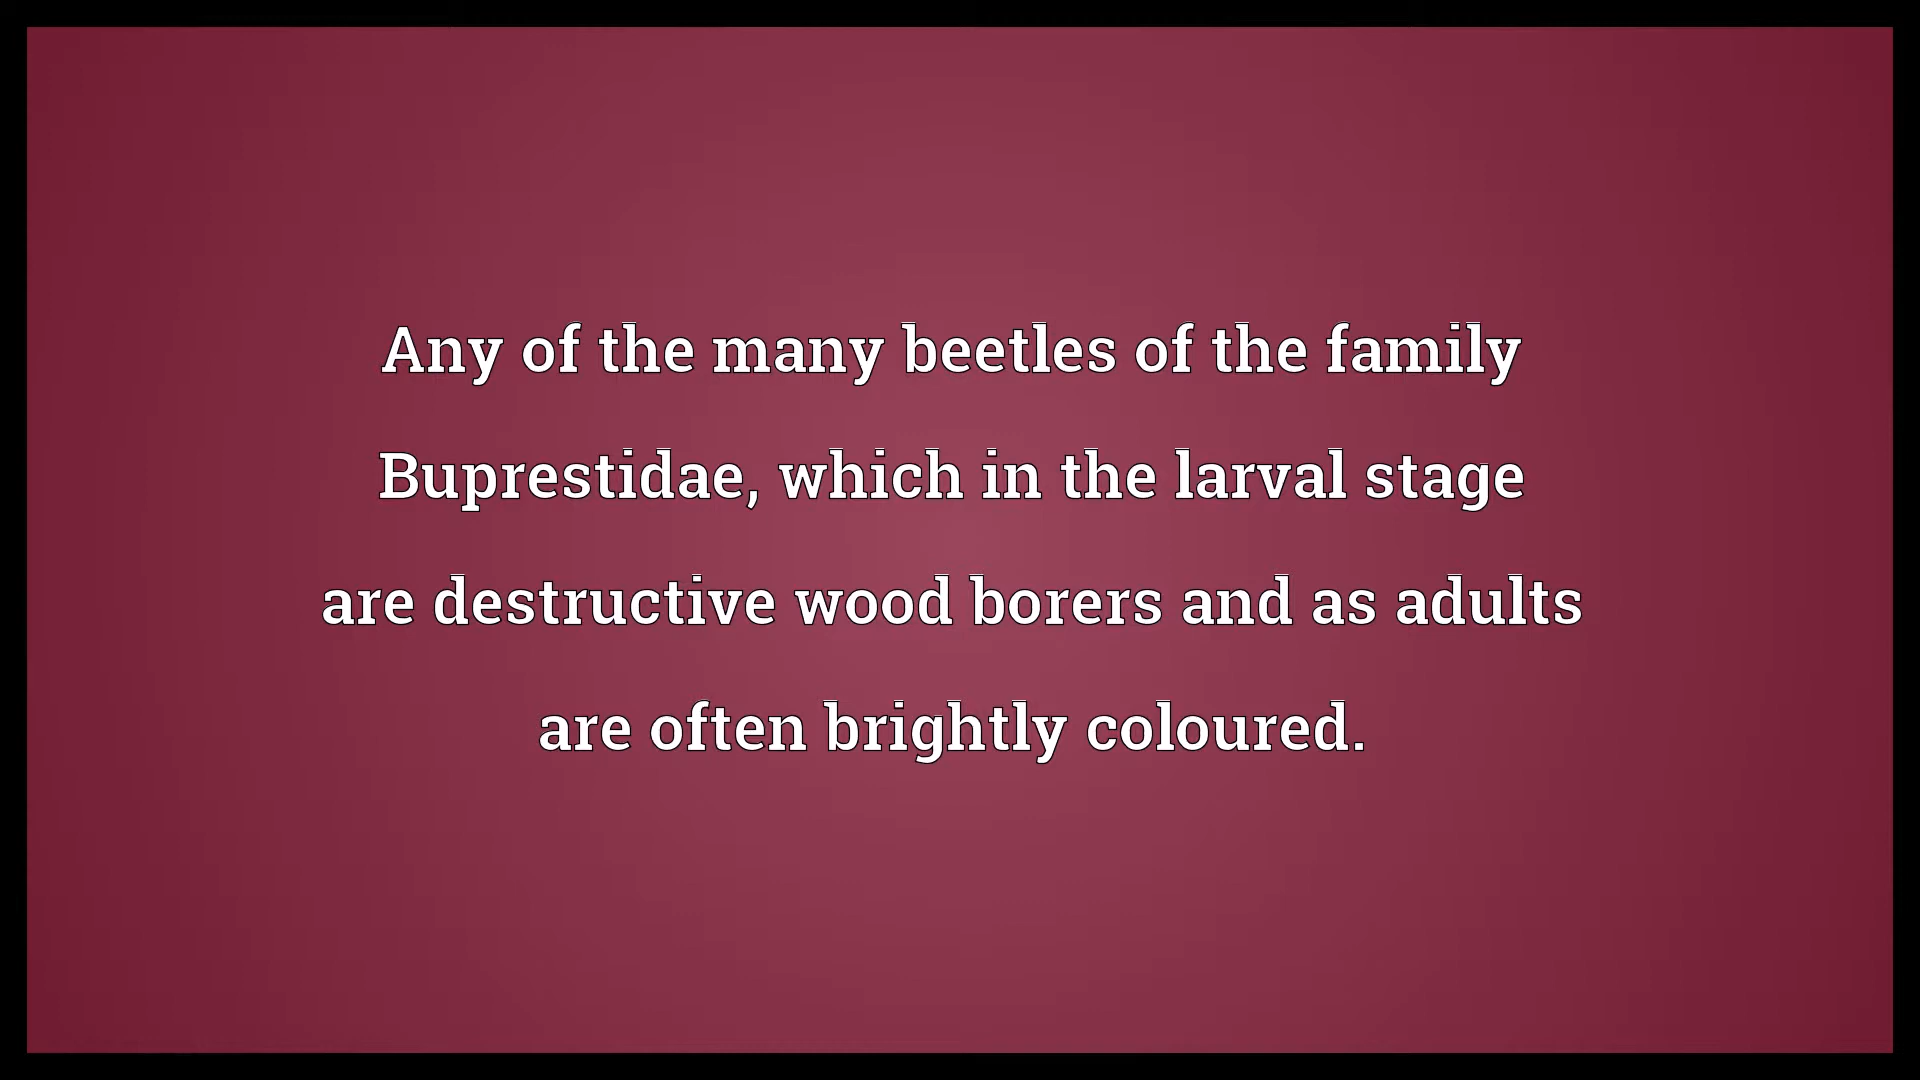 Any of the many beetles of the family
Buprestidae, which in the larval stage
are destructive wood borers and as adults
are often brightly coloured.